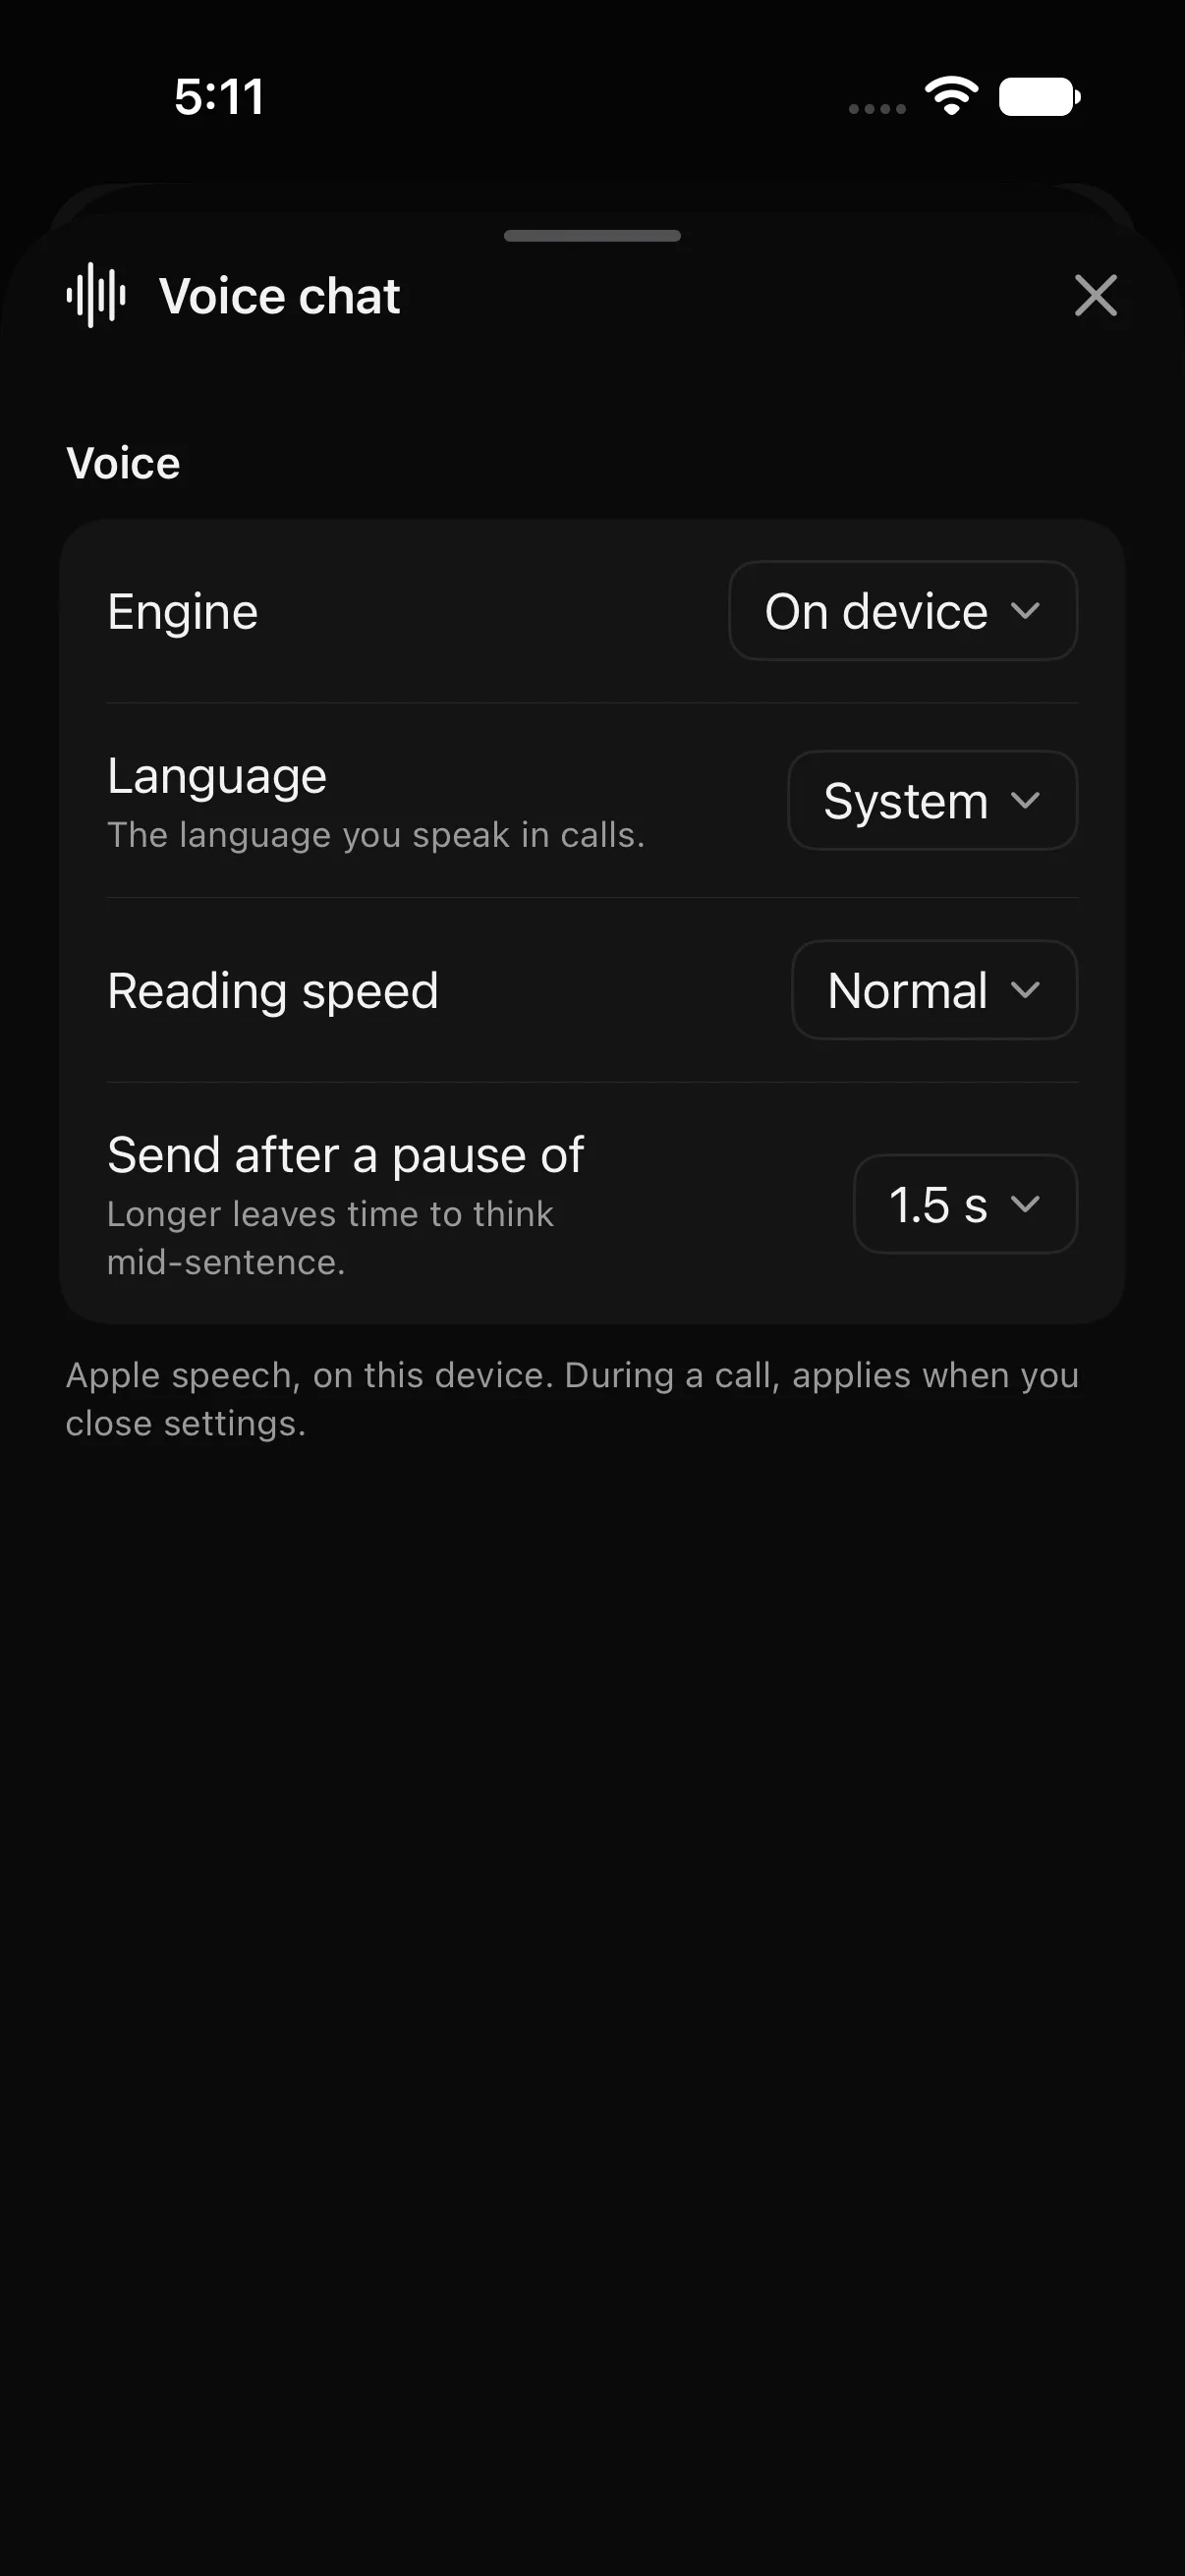 5:11
Voice chat
Voice
Engine
On device
Language
The language you speak in calls.
System
Reading speed
Normal
Send after a pause of
Longer leaves time to think
mid-sentence.
1.5 s
Apple speech, on this device. During a call, applies when you
close settings.